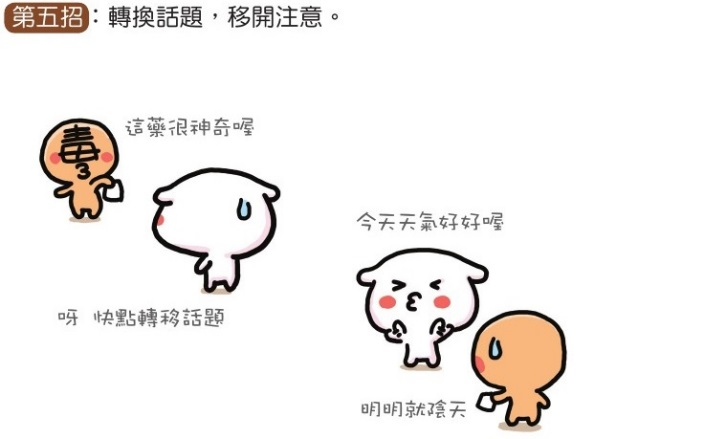 第五招：轉換話題，移開注意。
毒
這藥很神奇喔
呀 快點轉移話題
今天天氣好好喔
明明就陰天